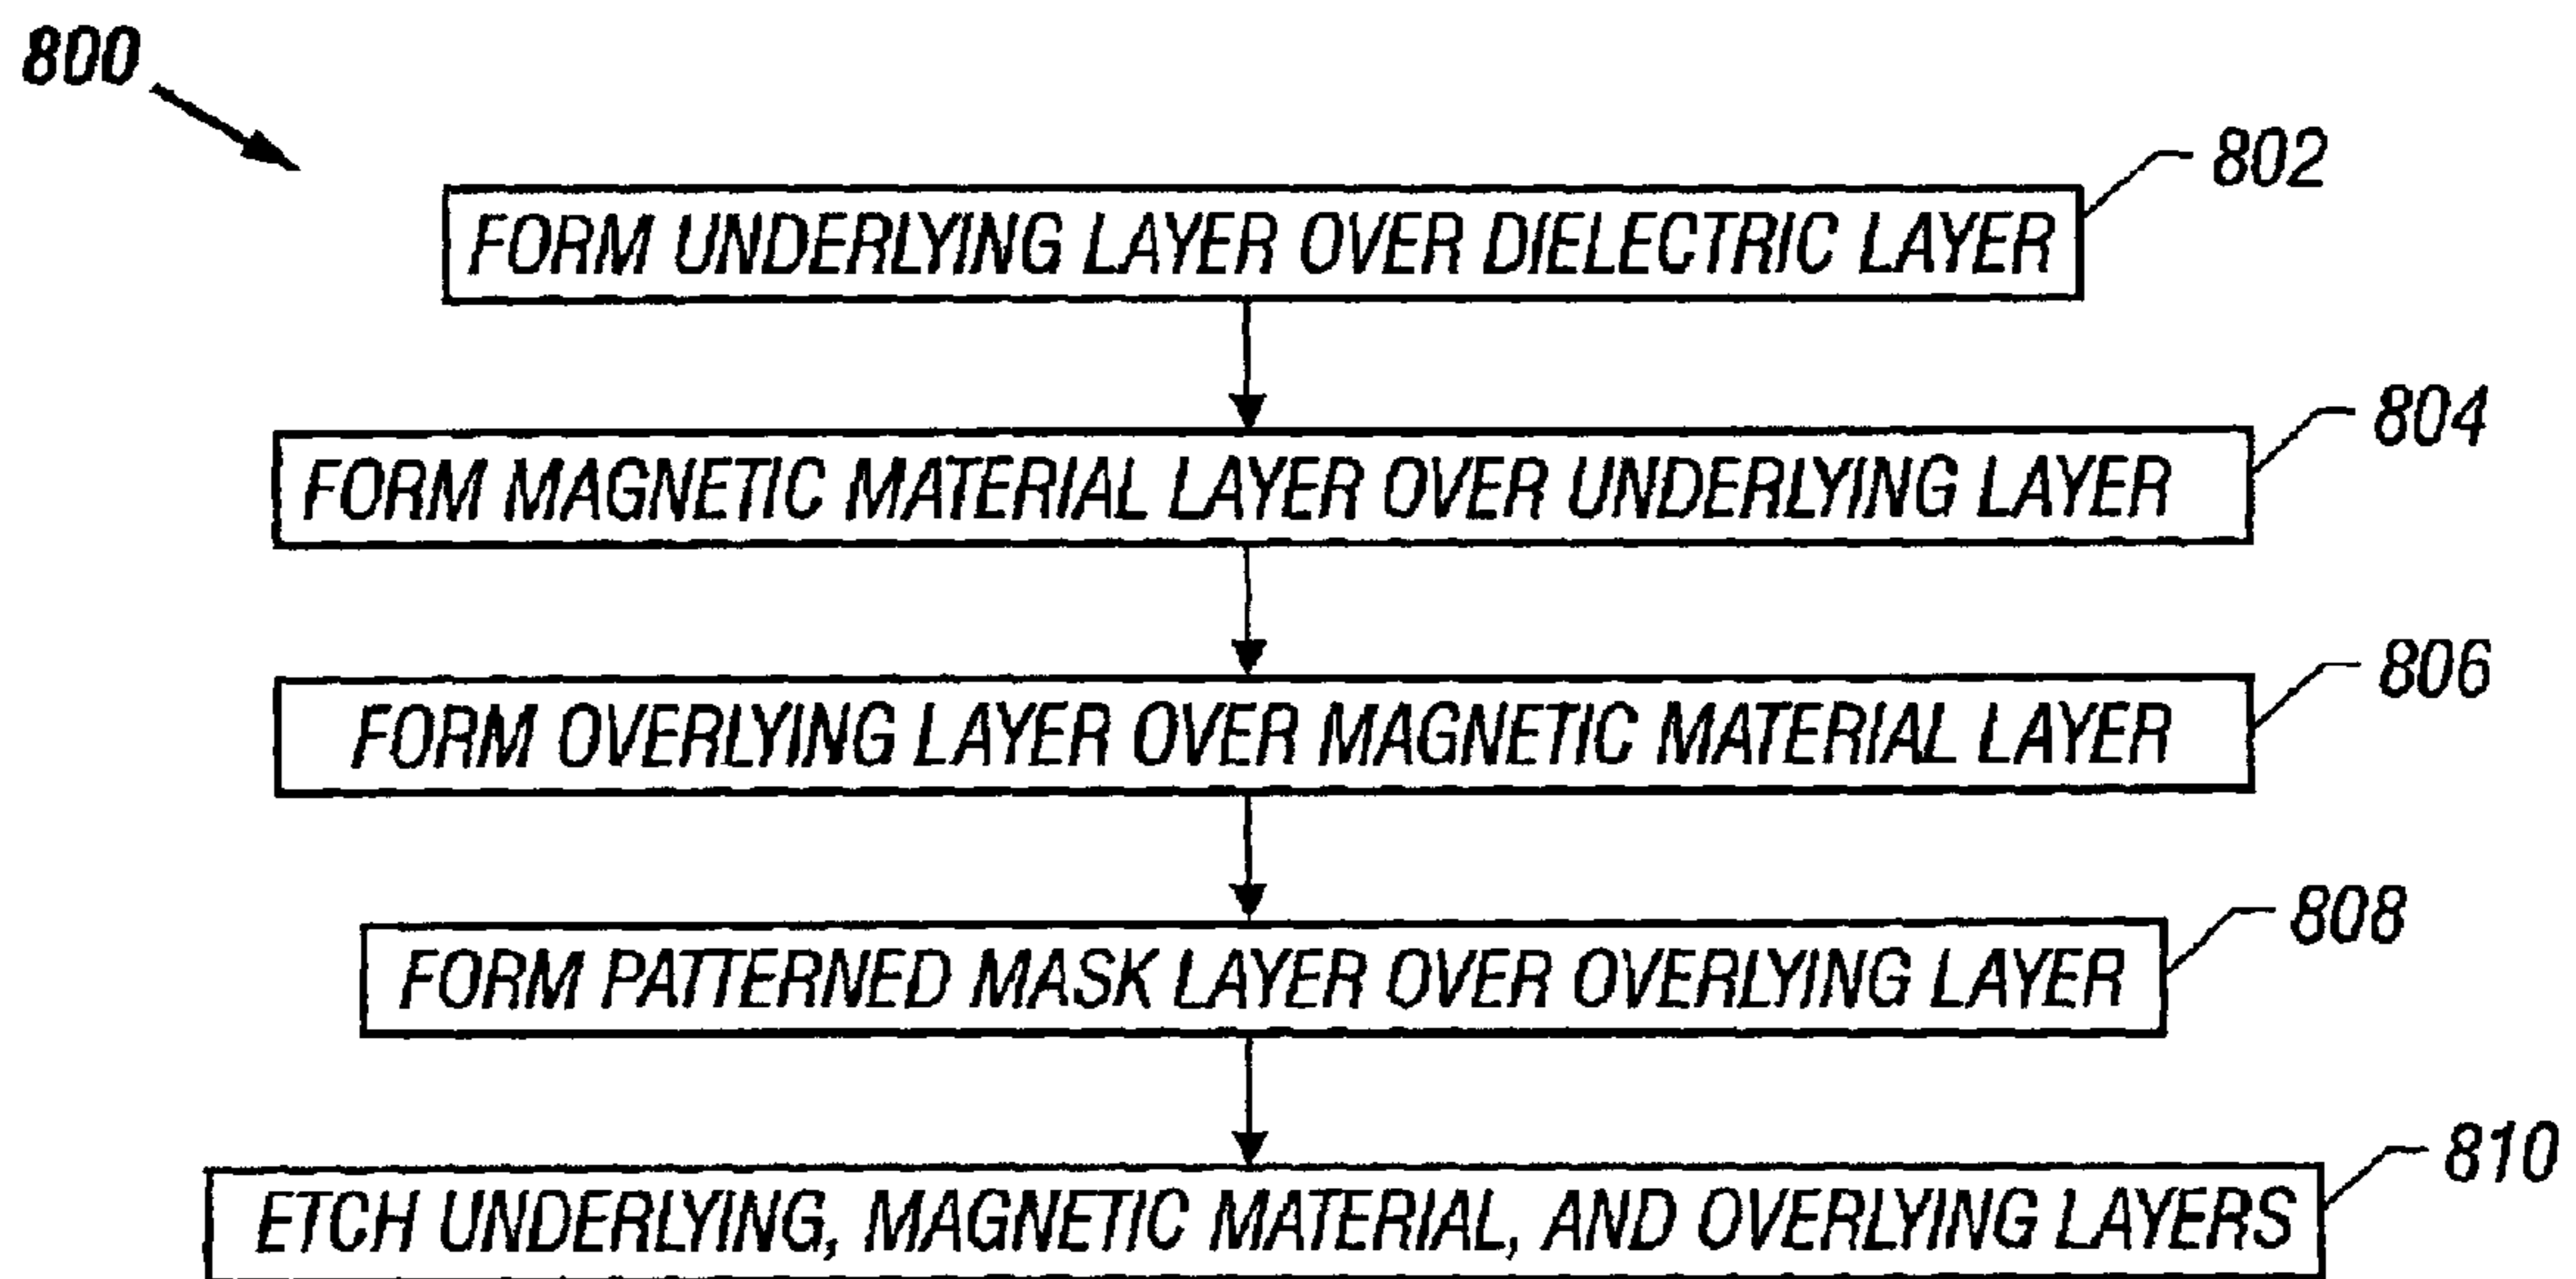 800
802
FORM UNDERLYING LAYER OVER DIELECTRIC LAYER
804
FORM MAGNETIC MATERIAL LAYER OVER UNDERLYING LAYER
806
FORM OVERLYING LAYER OVER MAGNETIC MATERIAL LAYER
808
FORM PATTERNED MASK LAYER OVER OVERLYING LAYER
810
ETCH UNDERLYING, MAGNETIC MATERIAL, AND OVERLYING LAYERS